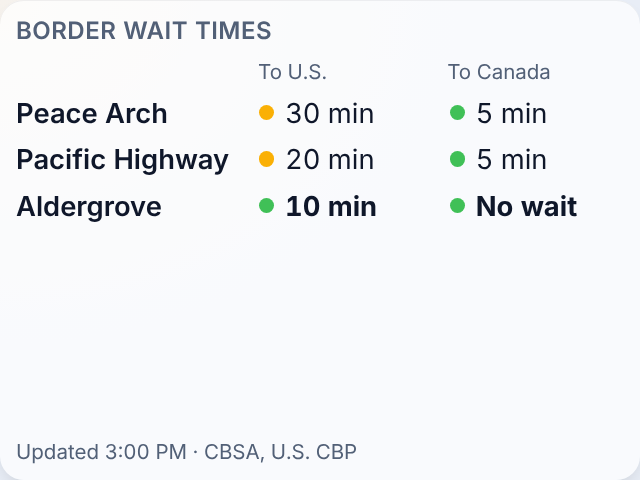 BORDER WAIT TIMES
To U.S. To Canada
Peace Arch 30 min 5 min
Pacific Highway 20 min 5 min
Aldergrove 10 min No wait
Updated 3:00 PM · CBSA, U.S. CBP